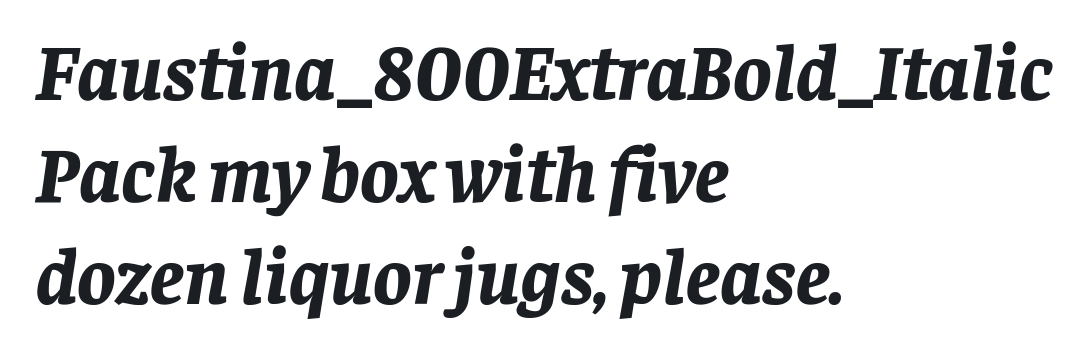 Faustina_800ExtraBold_Italic
Pack my box with five
dozen liquor jugs, please.